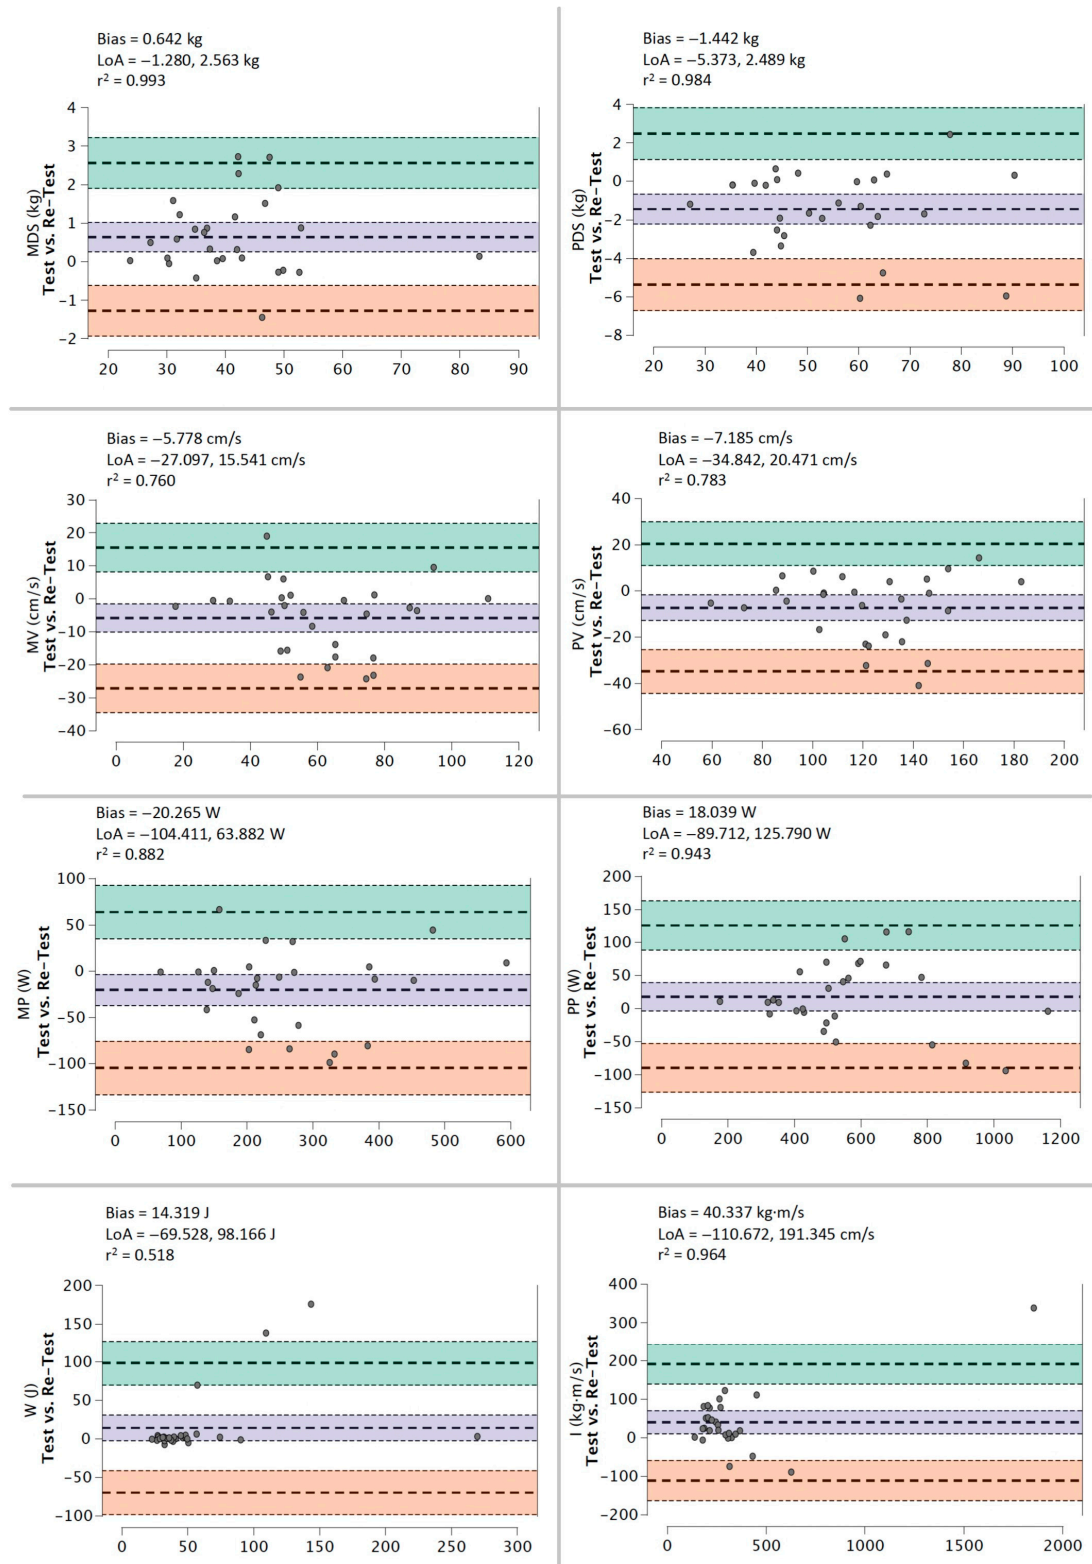 Bias = 0.642 kg
LoA = −1.280, 2.563 kg
r² = 0.993
MDS (kg)
Test vs. Re−Test
4
3
2
1
0
−1
−2
20 30 40 50 60 70 80 90
Bias = −1.442 kg
LoA = −5.373, 2.489 kg
r² = 0.984
PDS (kg)
Test vs. Re−Test
4
2
0
−2
−4
−6
−8
20 30 40 50 60 70 80 90 100
Bias = −5.778 cm/s
LoA = −27.097, 15.541 cm/s
r² = 0.760
MV (cm/s)
Test vs. Re−Test
30
20
10
0
−10
−20
−30
−40
0 20 40 60 80 100 120
Bias = −7.185 cm/s
LoA = −34.842, 20.471 cm/s
r² = 0.783
PV (cm/s)
Test vs. Re−Test
40
20
0
−20
−40
−60
40 60 80 100 120 140 160 180 200
Bias = −20.265 W
LoA = −104.411, 63.882 W
r² = 0.882
MP (W)
Test vs. Re−Test
100
50
0
−50
−100
−150
0 100 200 300 400 500 600
Bias = 18.039 W
LoA = −89.712, 125.790 W
r² = 0.943
PP (W)
Test vs. Re−Test
200
150
100
50
0
−50
−100
−150
0 200 400 600 800 1000 1200
Bias = 14.319 J
LoA = −69.528, 98.166 J
r² = 0.518
W (J)
Test vs. Re−Test
200
150
100
50
0
−50
−100
0 50 100 150 200 250 300
Bias = 40.337 kg·m/s
LoA = −110.672, 191.345 cm/s
r² = 0.964
I (kg·m/s)
Test vs. Re−Test
400
300
200
100
0
−100
−200
0 500 1000 1500 2000